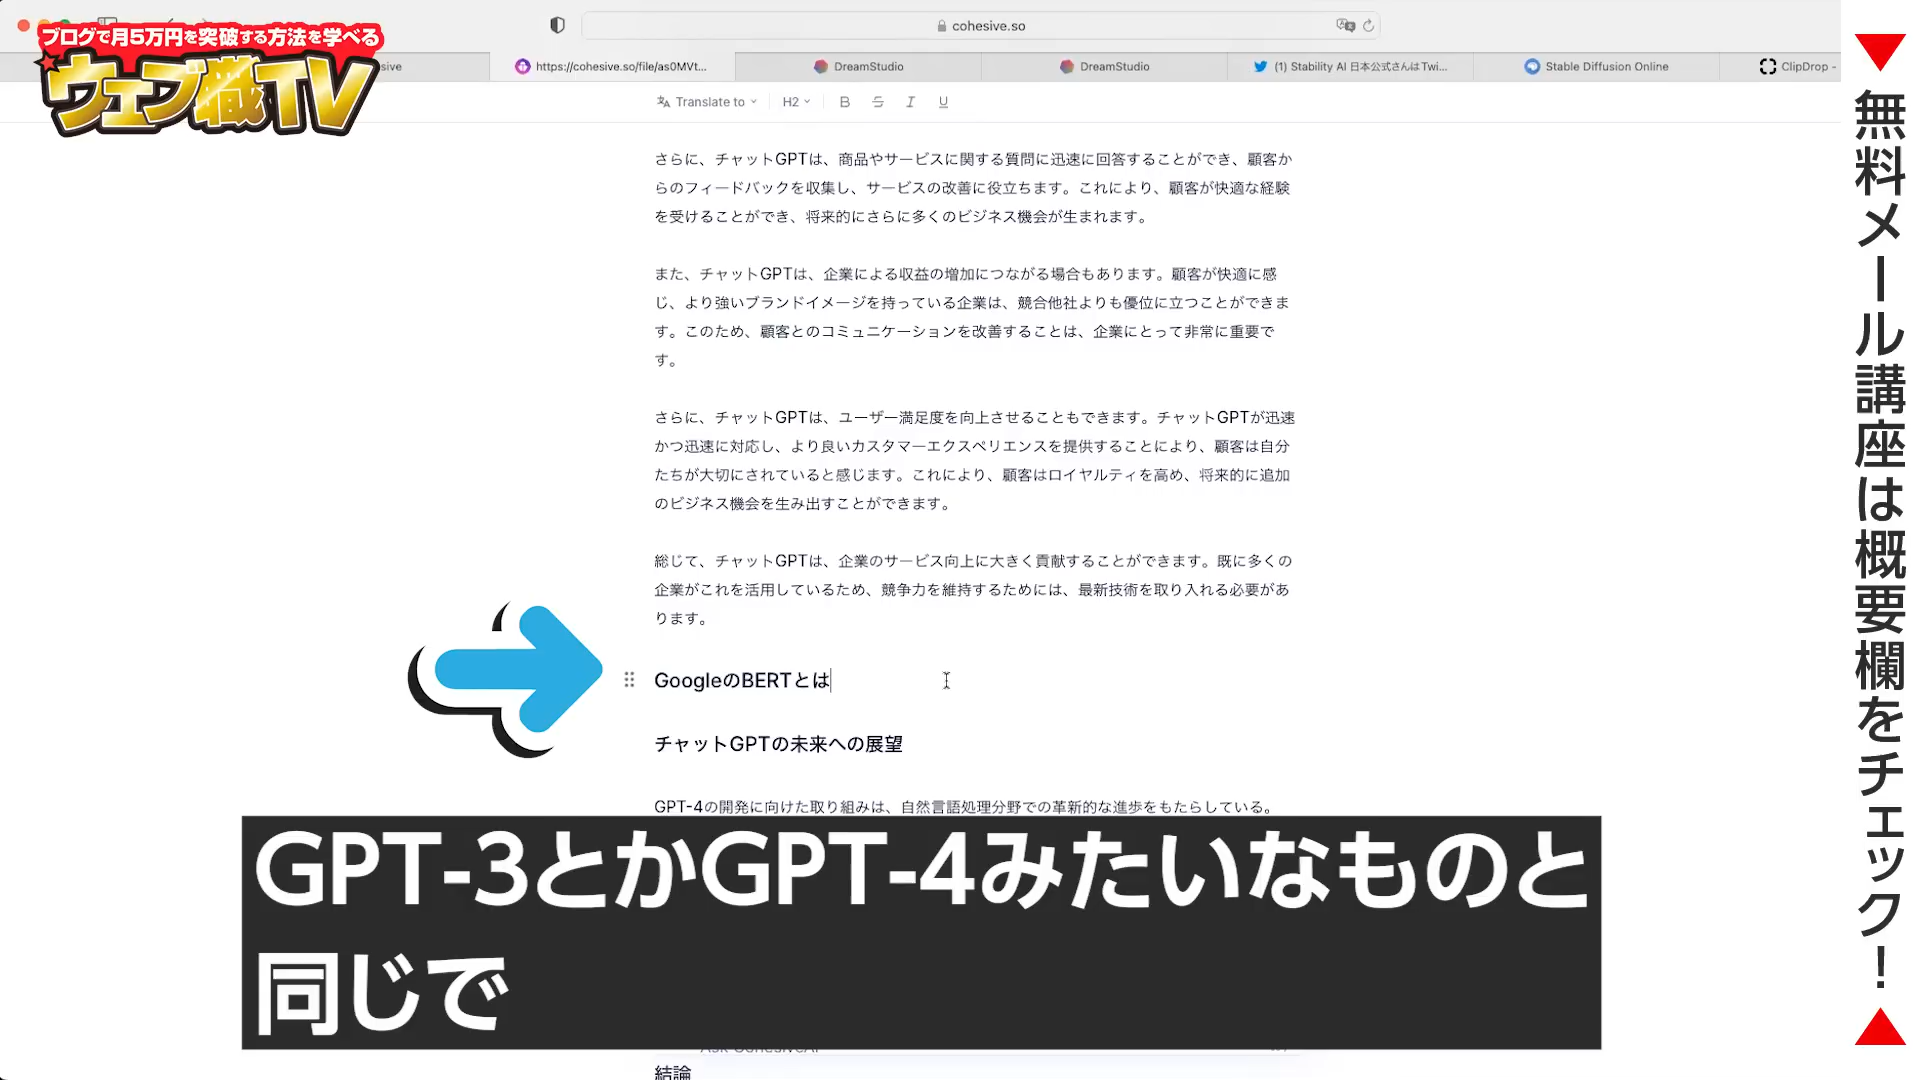 cohesive.so
ブログで月5万円を突破する方法を学べる
ウェブ職TV
sive
https://cohesive.so/file/as0MVt...
DreamStudio
DreamStudio
(1) Stability AI 日本公式さんはTwi...
Stable Diffusion Online
ClipDrop -
Translate to
H2
B
S
I
U
さらに、チャットGPTは、商品やサービスに関する質問に迅速に回答することができ、顧客か
らのフィードバックを収集し、サービスの改善に役立ちます。これにより、顧客が快適な経験
を受けることができ、将来的にさらに多くのビジネス機会が生まれます。
また、チャットGPTは、企業による収益の増加につながる場合もあります。顧客が快適に感
じ、より強いブランドイメージを持っている企業は、競合他社よりも優位に立つことができま
す。このため、顧客とのコミュニケーションを改善することは、企業にとって非常に重要で
す。
さらに、チャットGPTは、ユーザー満足度を向上させることもできます。チャットGPTが迅速
かつ迅速に対応し、より良いカスタマーエクスペリエンスを提供することにより、顧客は自分
たちが大切にされていると感じます。これにより、顧客はロイヤルティを高め、将来的に追加
のビジネス機会を生み出すことができます。
総じて、チャットGPTは、企業のサービス向上に大きく貢献することができます。既に多くの
企業がこれを活用しているため、競争力を維持するためには、最新技術を取り入れる必要があ
ります。
GoogleのBERTとは
チャットGPTの未来への展望
GPT-4の開発に向けた取り組みは、自然言語処理分野での革新的な進歩をもたらしている。
GPT-3とかGPT-4みたいなものと
同じで
結論
無料メール講座は概要欄をチェック！